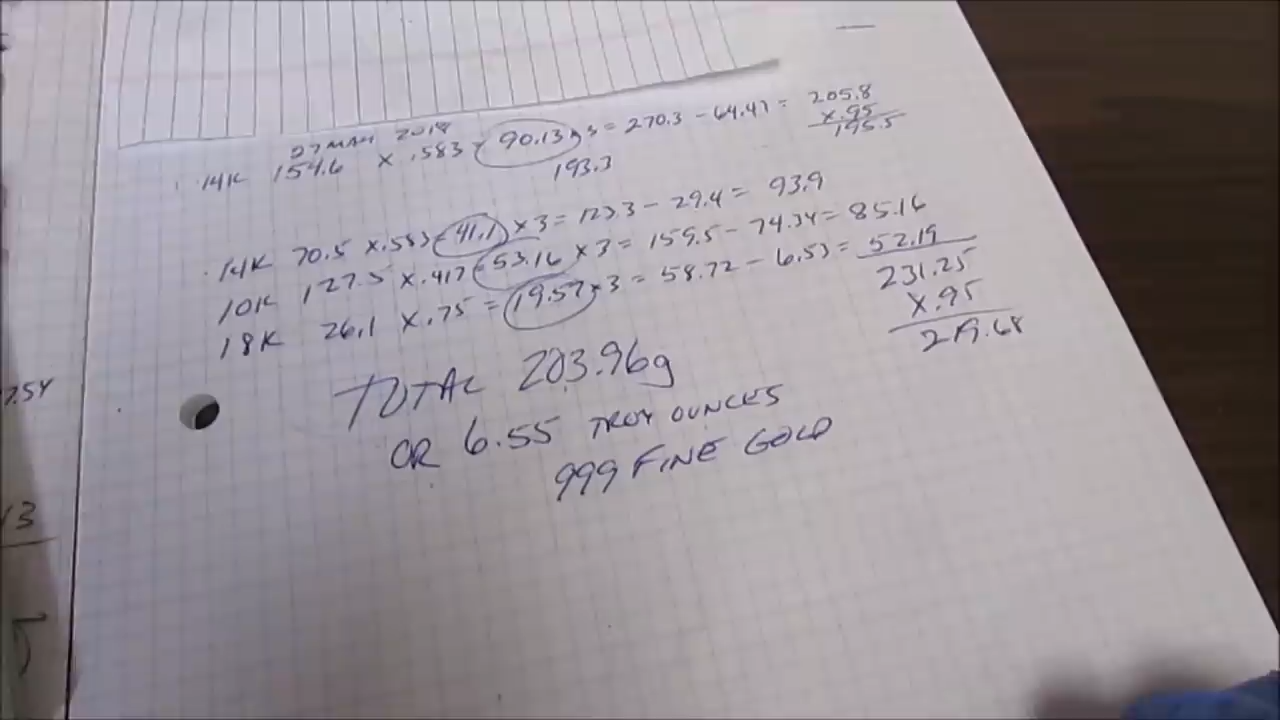 27 MAY 2018
14K 154.6 X .583 = 90.13 x 3 = 270.3 - 64.47 = 205.8
X.95
193.3
195.5
14K 70.5 X.583 = 41.1 X 3 = 123.3 - 29.4 = 93.9
10K 127.5 X.417 = 53.16 X 3 = 159.5 - 74.34 = 85.16
18K 26.1 X .75 = 19.57 x 3 = 58.72 - 6.53 = 52.19
231.25
X.95
219.68
TOTAL 203.96g
OR 6.55 TROY OUNCES
999 FINE GOLD
7.54
13
5